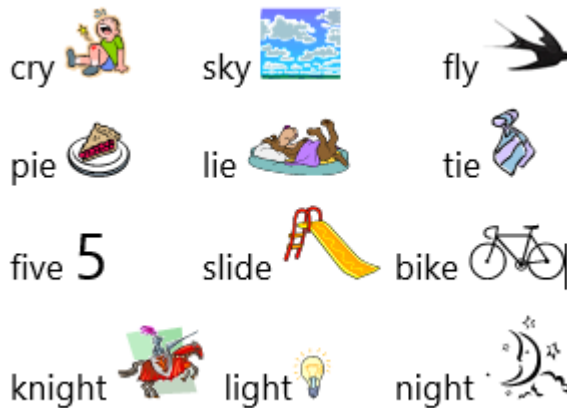 cry sky fly
pie lie tie
five 5 slide bike
knight light night